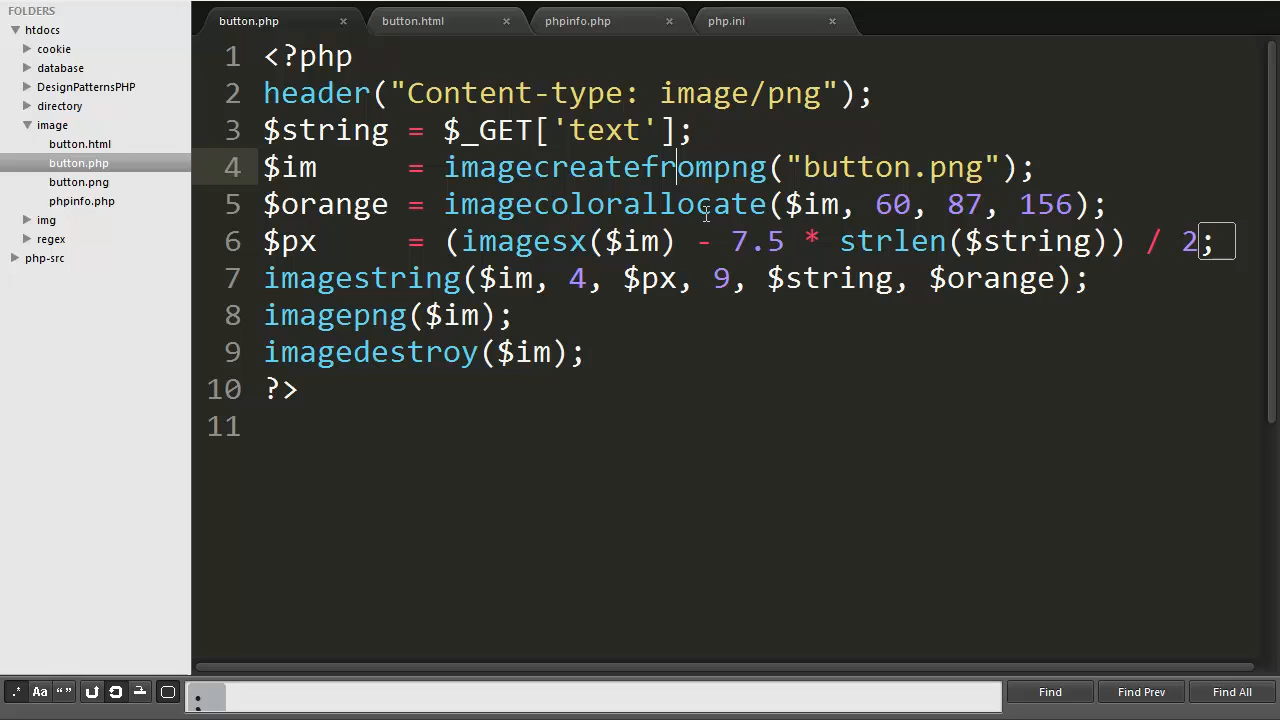 FOLDERS
htdocs
cookie
database
DesignPatternsPHP
directory
image
button.html
button.php
button.png
phpinfo.php
img
regex
php-src
button.php × button.html × phpinfo.php × php.ini ×
1 <?php
2 header("Content-type: image/png");
3 $string = $_GET['text'];
4 $im     = imagecreatefrompng("button.png");
5 $orange = imagecolorallocate($im, 60, 87, 156);
6 $px     = (imagesx($im) - 7.5 * strlen($string)) / 2;
7 imagestring($im, 4, $px, 9, $string, $orange);
8 imagepng($im);
9 imagedestroy($im);
10 ?>
11
.* Aa “” ; Find Find Prev Find All